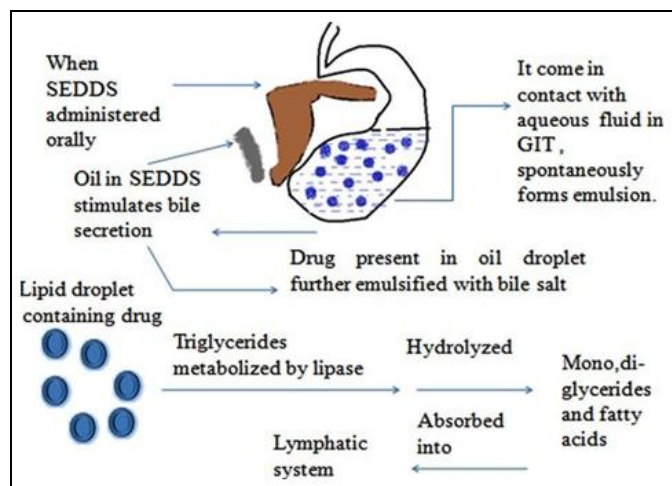 When
SEDDS
administered
orally
It come in
contact with
aqueous fluid in
GIT ,
spontaneously
forms emulsion.
Oil in SEDDS
stimulates bile
secretion
Drug present in oil droplet
further emulsified with bile salt
Lipid droplet
containing drug
Triglycerides
metabolized by lipase
Hydrolyzed
Mono,di-
glycerides
and fatty
acids
Absorbed
into
Lymphatic
system